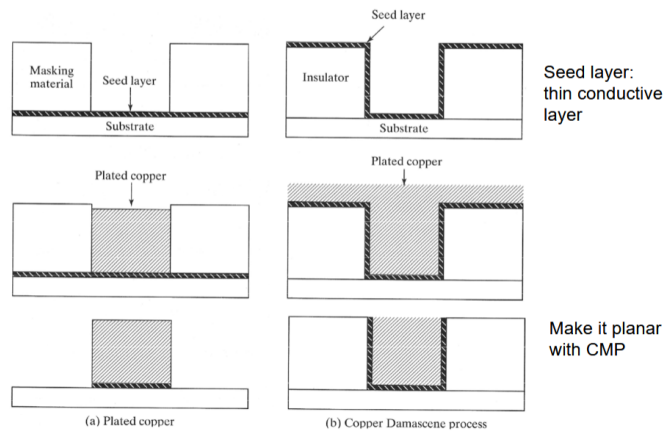 Seed layer
Masking
material
Seed layer
Substrate
Insulator
Substrate
Seed layer:
thin conductive
layer
Plated copper
Plated copper
Make it planar
with CMP
(a) Plated copper
(b) Copper Damascene process